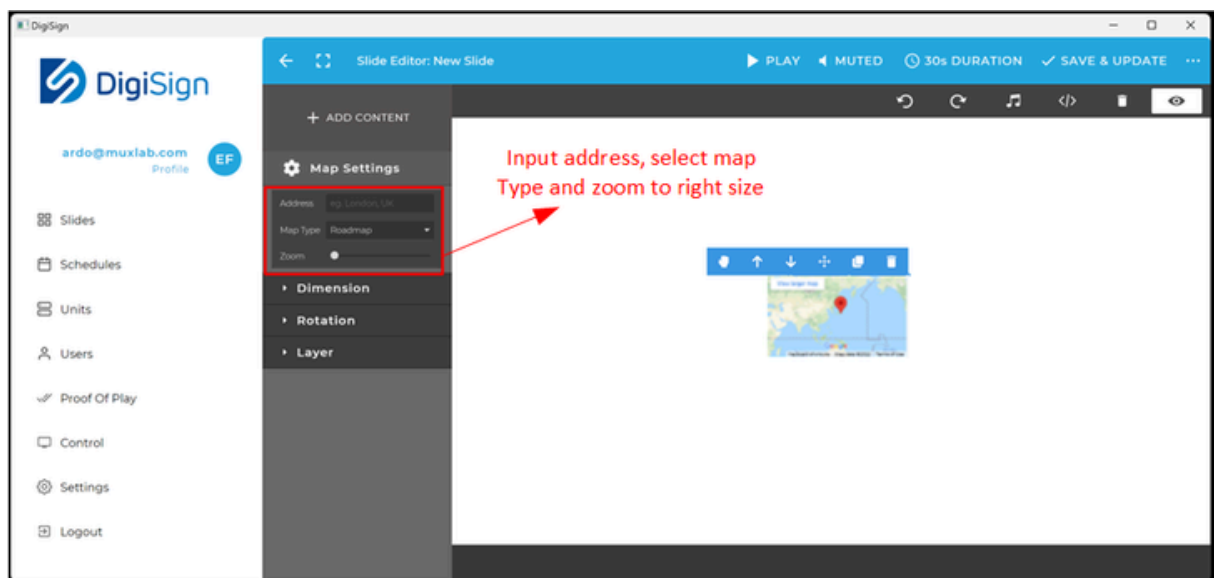 DigiSign
DigiSign
ardo@muxlab.com
Profile
EF
Slides
Schedules
Units
Users
Proof Of Play
Control
Settings
Logout
Slide Editor: New Slide
PLAY
MUTED
30s DURATION
SAVE & UPDATE
+ ADD CONTENT
Map Settings
Address eg. London, UK
Map Type Roadmap
Zoom
Dimension
Rotation
Layer
</>
Input address, select map
Type and zoom to right size
View larger map